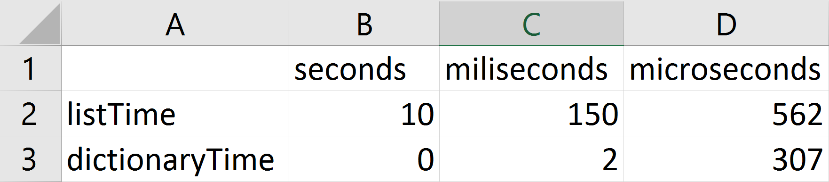 A B C D
1 seconds miliseconds microseconds
2 listTime 10 150 562
3 dictionaryTime 0 2 307